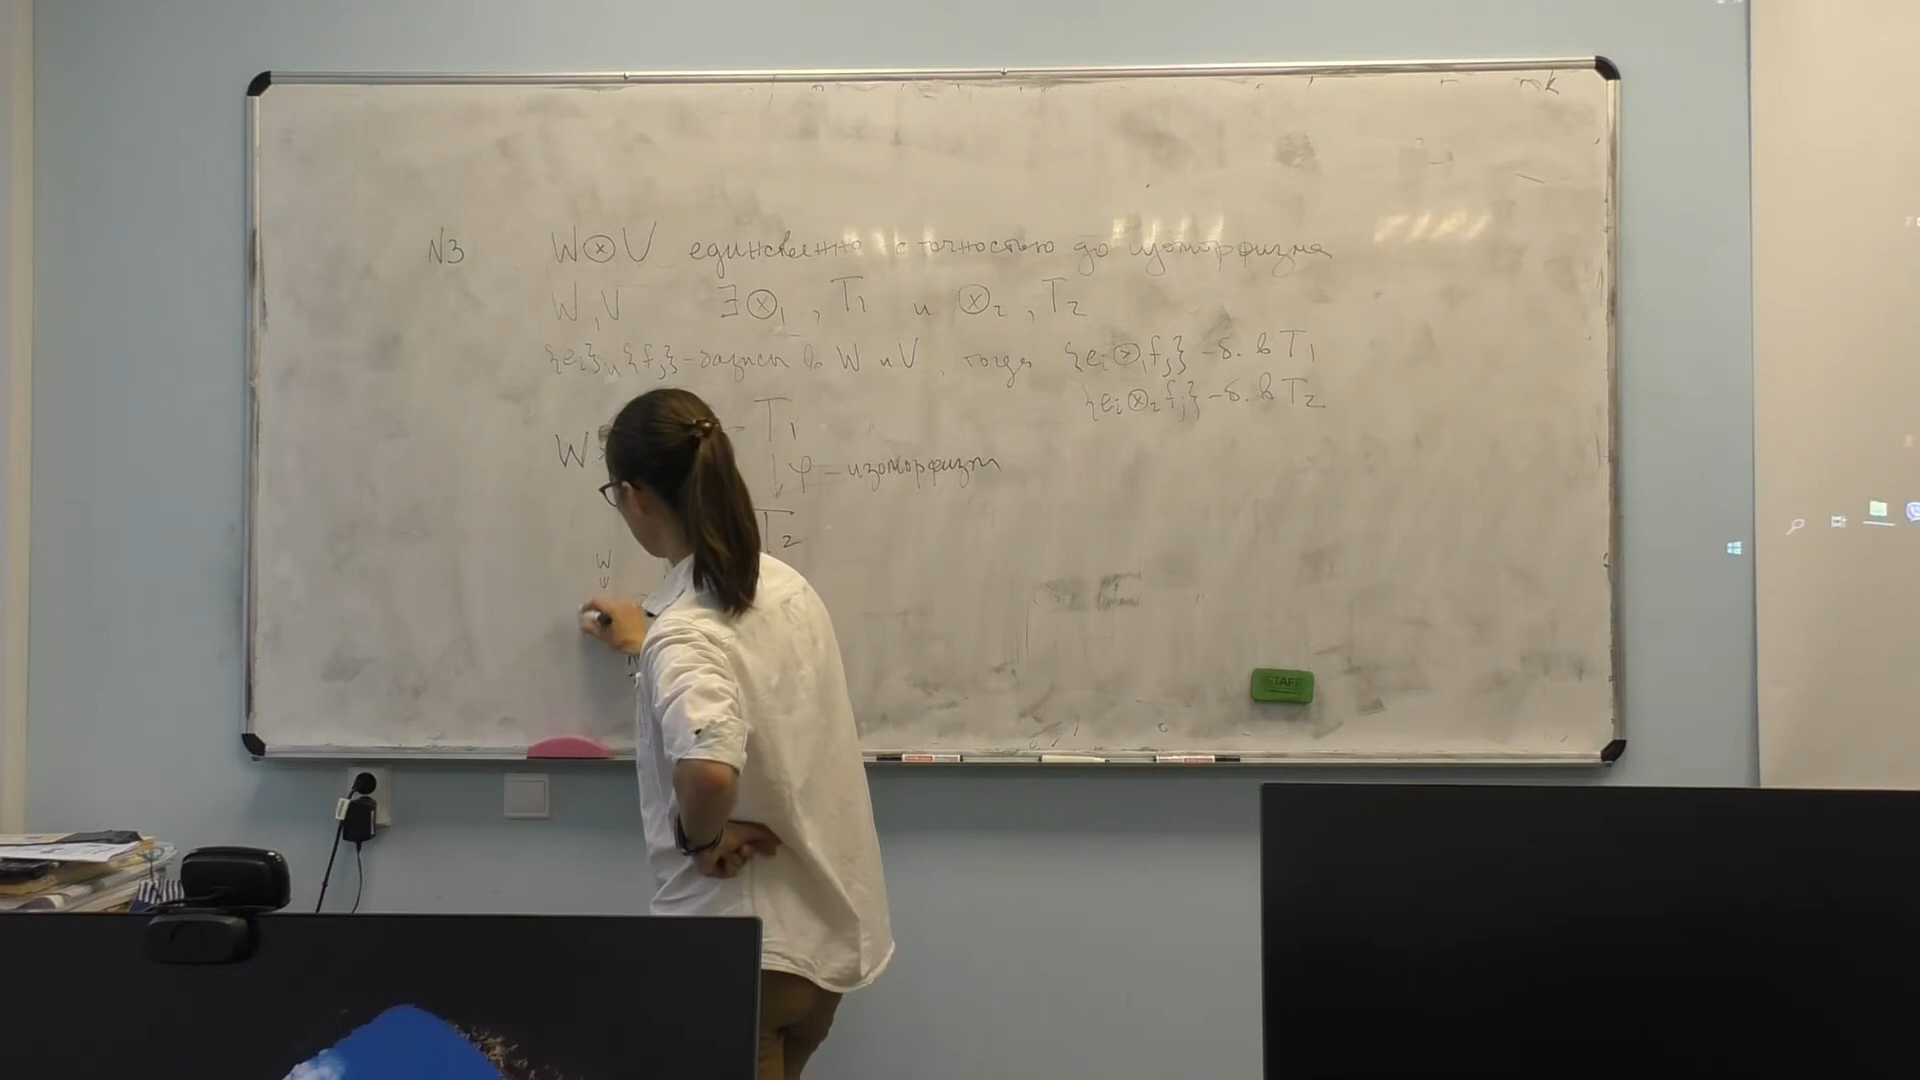 N3 W⊗V единственно с точностью до изоморфизма
W, V ∃⊗₁, T₁ и ⊗₂, T₂
{eᵢ} и {fⱼ} - базисы в W и V, тогда {eᵢ⊗₁fⱼ} - б. в T₁
{eᵢ⊗₂fⱼ} - б. в T₂
T₁
W
↓ φ - изоморфизм
T₂
W
STAFF